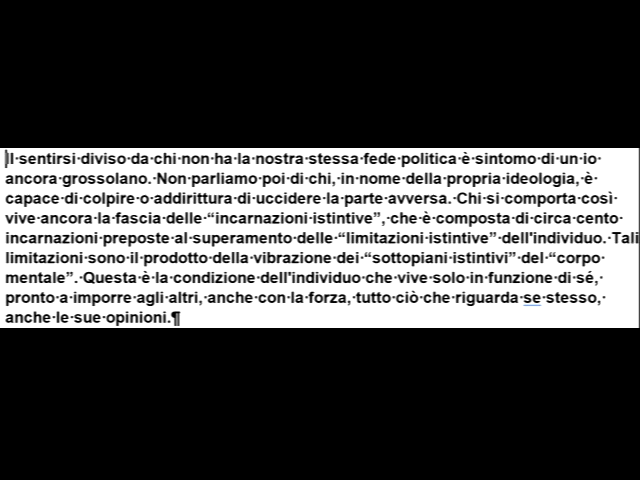 Il sentirsi diviso da chi non ha la nostra stessa fede politica è sintomo di un io
ancora grossolano. Non parliamo poi di chi, in nome della propria ideologia, è
capace di colpire o addirittura di uccidere la parte avversa. Chi si comporta così
vive ancora la fascia delle “incarnazioni istintive”, che è composta di circa cento
incarnazioni preposte al superamento delle “limitazioni istintive” dell'individuo. Tali
limitazioni sono il prodotto della vibrazione dei “sottopiani istintivi” del “corpo
mentale”. Questa è la condizione dell'individuo che vive solo in funzione di sé,
pronto a imporre agli altri, anche con la forza, tutto ciò che riguarda se stesso,
anche le sue opinioni.¶